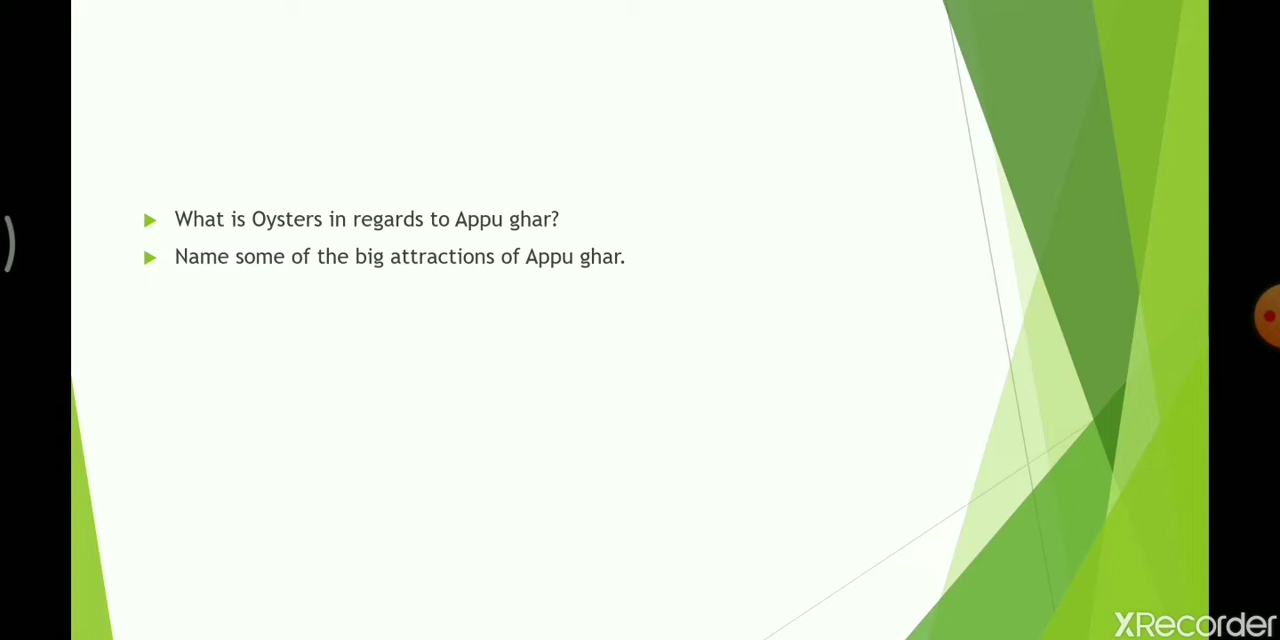 What is Oysters in regards to Appu ghar?
Name some of the big attractions of Appu ghar.
XRecorder